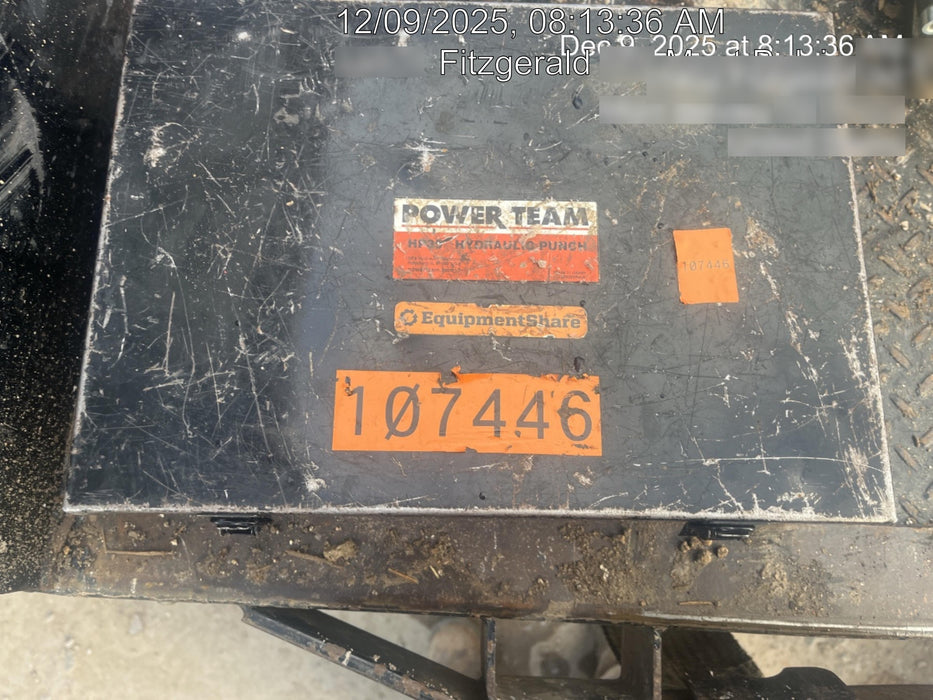 12/09/2025, 08:13:36 AM
Dec 9, 2025 at 8:13:36 AM
Fitzgerald
POWER TEAM
HYDRAULIC PUNCH
107446
EquipmentShare
107446